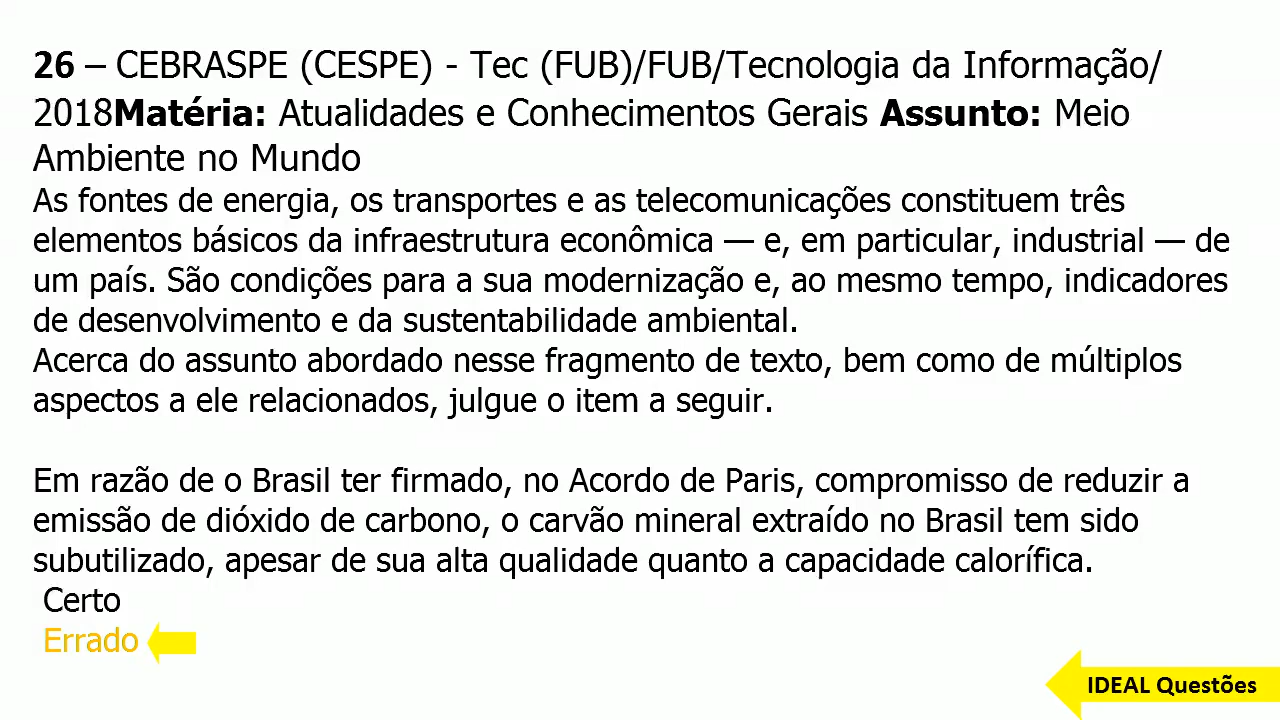 26 – CEBRASPE (CESPE) - Tec (FUB)/FUB/Tecnologia da Informação/
2018Matéria: Atualidades e Conhecimentos Gerais Assunto: Meio
Ambiente no Mundo
As fontes de energia, os transportes e as telecomunicações constituem três
elementos básicos da infraestrutura econômica — e, em particular, industrial — de
um país. São condições para a sua modernização e, ao mesmo tempo, indicadores
de desenvolvimento e da sustentabilidade ambiental.
Acerca do assunto abordado nesse fragmento de texto, bem como de múltiplos
aspectos a ele relacionados, julgue o item a seguir.
Em razão de o Brasil ter firmado, no Acordo de Paris, compromisso de reduzir a
emissão de dióxido de carbono, o carvão mineral extraído no Brasil tem sido
subutilizado, apesar de sua alta qualidade quanto a capacidade calorífica.
Certo
Errado
IDEAL Questões